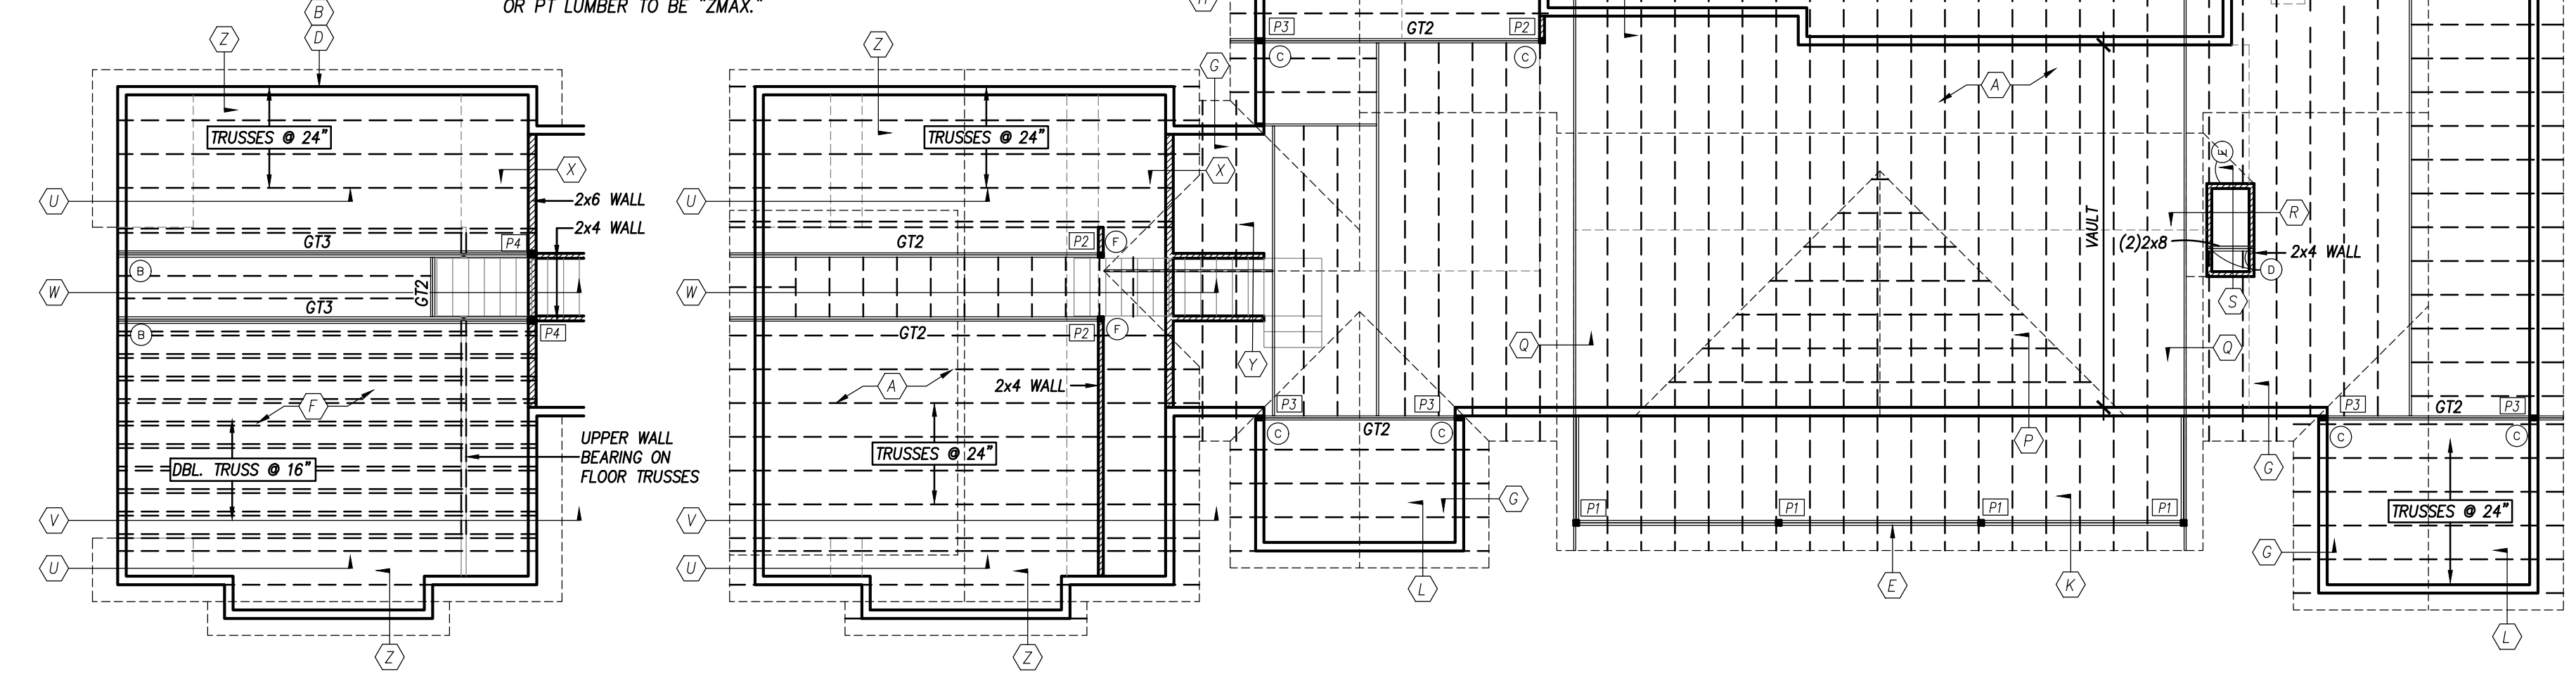 OR PT LUMBER TO BE "ZMAX."
B
D
Z
TRUSSES @ 24"
X
U
2x6 WALL
2x4 WALL
GT3
P4
B
W
GT2
GT3
B
P4
F
UPPER WALL
BEARING ON
FLOOR TRUSSES
DBL. TRUSS @ 16"
V
U
Z
Z
TRUSSES @ 24"
G
X
U
GT2
P2
F
W
GT2
P2
F
Y
A
2x4 WALL
TRUSSES @ 24"
V
U
Z
P3
GT2
P2
C
C
A
VAULT
R
(2)2x8
2x4 WALL
D
S
Q
Q
P3
P3
GT2
C
C
P
G
G
L
P1
P1
P1
P1
E
K
P3
GT2
P3
C
C
TRUSSES @ 24"
G
L